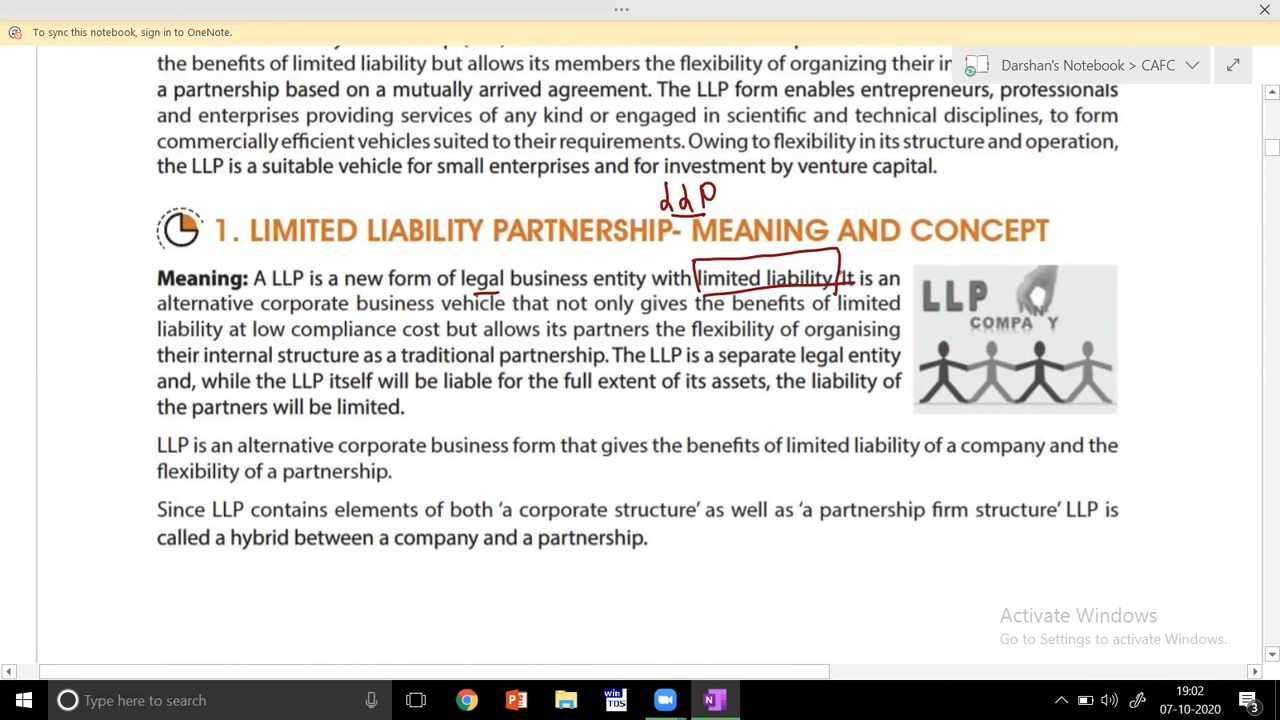 To sync this notebook, sign in to OneNote.
Darshan's Notebook > CAFC
the benefits of limited liability but allows its members the flexibility of organizing their in
a partnership based on a mutually arrived agreement. The LLP form enables entrepreneurs, professionals
and enterprises providing services of any kind or engaged in scientific and technical disciplines, to form
commercially efficient vehicles suited to their requirements. Owing to flexibility in its structure and operation,
the LLP is a suitable vehicle for small enterprises and for investment by venture capital.
LLP
1. LIMITED LIABILITY PARTNERSHIP- MEANING AND CONCEPT
Meaning: A LLP is a new form of legal business entity with limited liability. It is an
alternative corporate business vehicle that not only gives the benefits of limited
liability at low compliance cost but allows its partners the flexibility of organising
their internal structure as a traditional partnership. The LLP is a separate legal entity
and, while the LLP itself will be liable for the full extent of its assets, the liability of
the partners will be limited.
LLP
COMPANY
LLP is an alternative corporate business form that gives the benefits of limited liability of a company and the
flexibility of a partnership.
Since LLP contains elements of both 'a corporate structure' as well as 'a partnership firm structure' LLP is
called a hybrid between a company and a partnership.
Activate Windows
Go to Settings to activate Windows.
Type here to search
win
TDS
19:02
07-10-2020
3